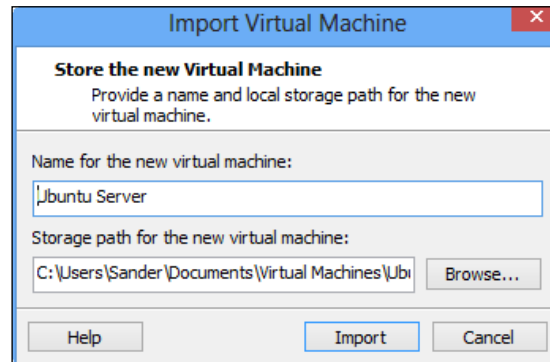 Import Virtual Machine
Store the new Virtual Machine
Provide a name and local storage path for the new
virtual machine.
Name for the new virtual machine:
Ubuntu Server
Storage path for the new virtual machine:
C:\Users\Sander\Documents\Virtual Machines\Ubu
Browse...
Help
Import
Cancel